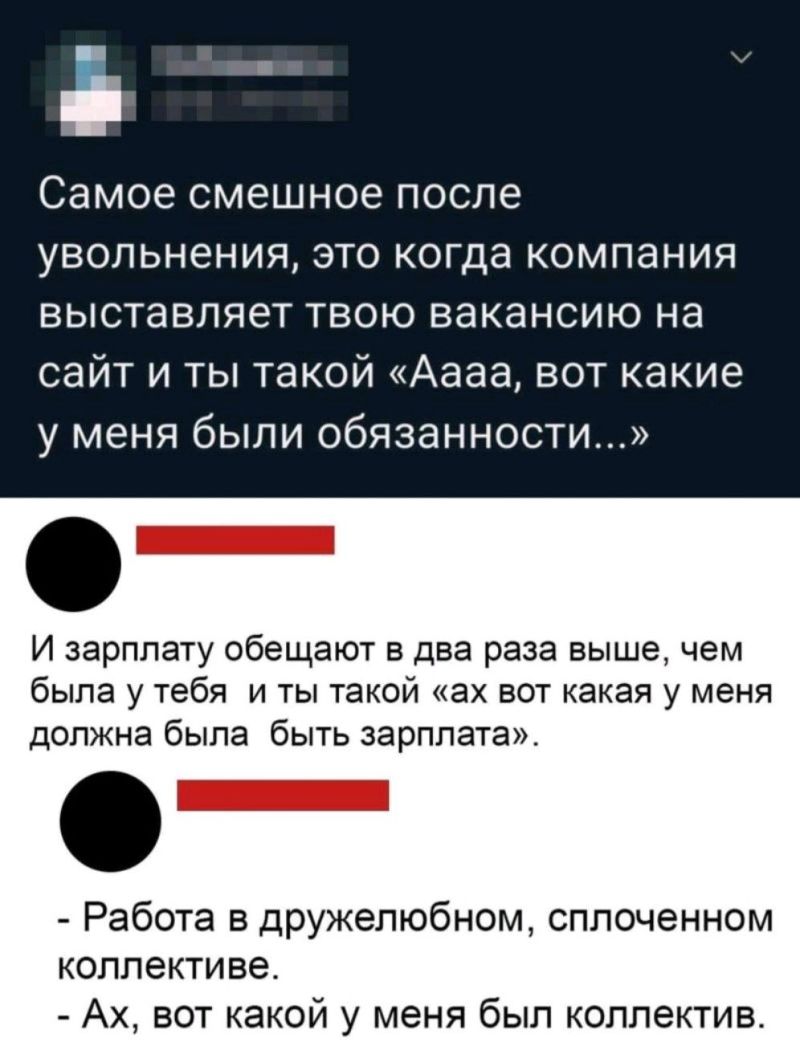 Самое смешное после
увольнения, это когда компания
выставляет твою вакансию на
сайт и ты такой «Аааа, вот какие
у меня были обязанности...»
И зарплату обещают в два раза выше, чем
была у тебя и ты такой «ах вот какая у меня
должна была быть зарплата».
- Работа в дружелюбном, сплоченном
коллективе.
- Ах, вот какой у меня был коллектив.